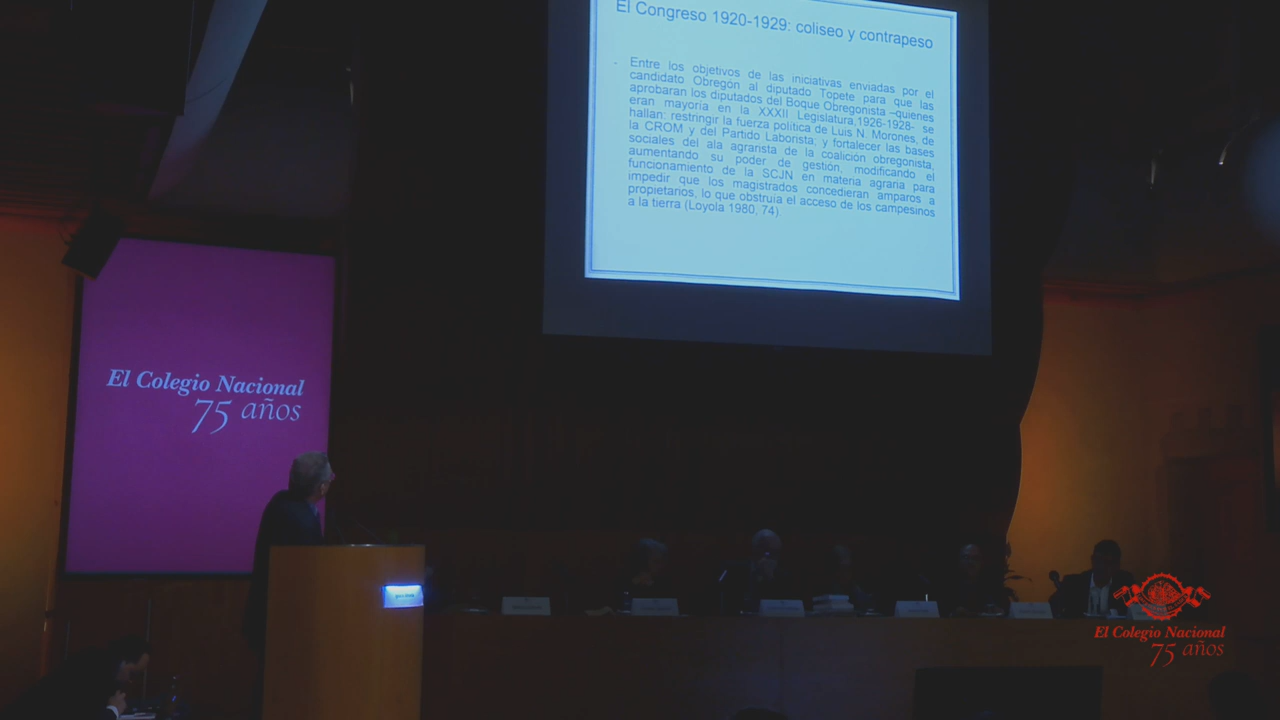 El Congreso 1920-1929: coliseo y contrapeso
- Entre los objetivos de las iniciativas enviadas por el
candidato Obregón al diputado Topete para que las
aprobaran los diputados del Boque Obregonista –quienes
eran mayoría en la XXXII Legislatura,1926-1928- se
hallan: restringir la fuerza política de Luis N. Morones, de
la CROM y del Partido Laborista, y fortalecer las bases
sociales del ala agrarista de la coalición obregonista,
aumentando su poder de gestión, modificando el
funcionamiento de la SCJN en materia agraria para
impedir que los magistrados concedieran amparos a
propietarios, lo que obstruía el acceso de los campesinos
a la tierra (Loyola 1980, 74).
El Colegio Nacional
75 años
El Colegio Nacional
75 años